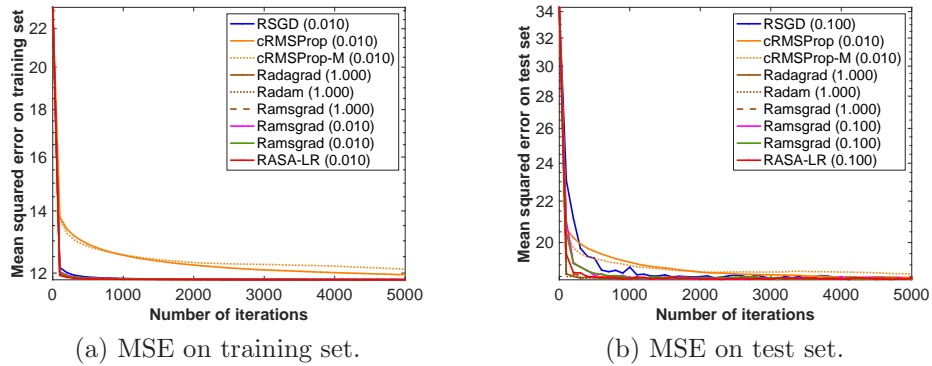 Mean squared error on training set
22
20
18
16
14
12
0
1000
2000
3000
4000
5000
Number of iterations
RSGD (0.010)
cRMSProp (0.010)
cRMSProp-M (0.010)
Radagrad (1.000)
Radam (1.000)
Ramsgrad (1.000)
Ramsgrad (0.010)
Ramsgrad (0.010)
RASA-LR (0.010)
(a) MSE on training set.
Mean squared error on test set
34
30
28
26
24
22
20
0
1000
2000
3000
4000
5000
Number of iterations
RSGD (0.100)
cRMSProp (0.010)
cRMSProp-M (0.010)
Radagrad (1.000)
Radam (1.000)
Ramsgrad (1.000)
Ramsgrad (0.100)
Ramsgrad (0.100)
RASA-LR (0.100)
(b) MSE on test set.